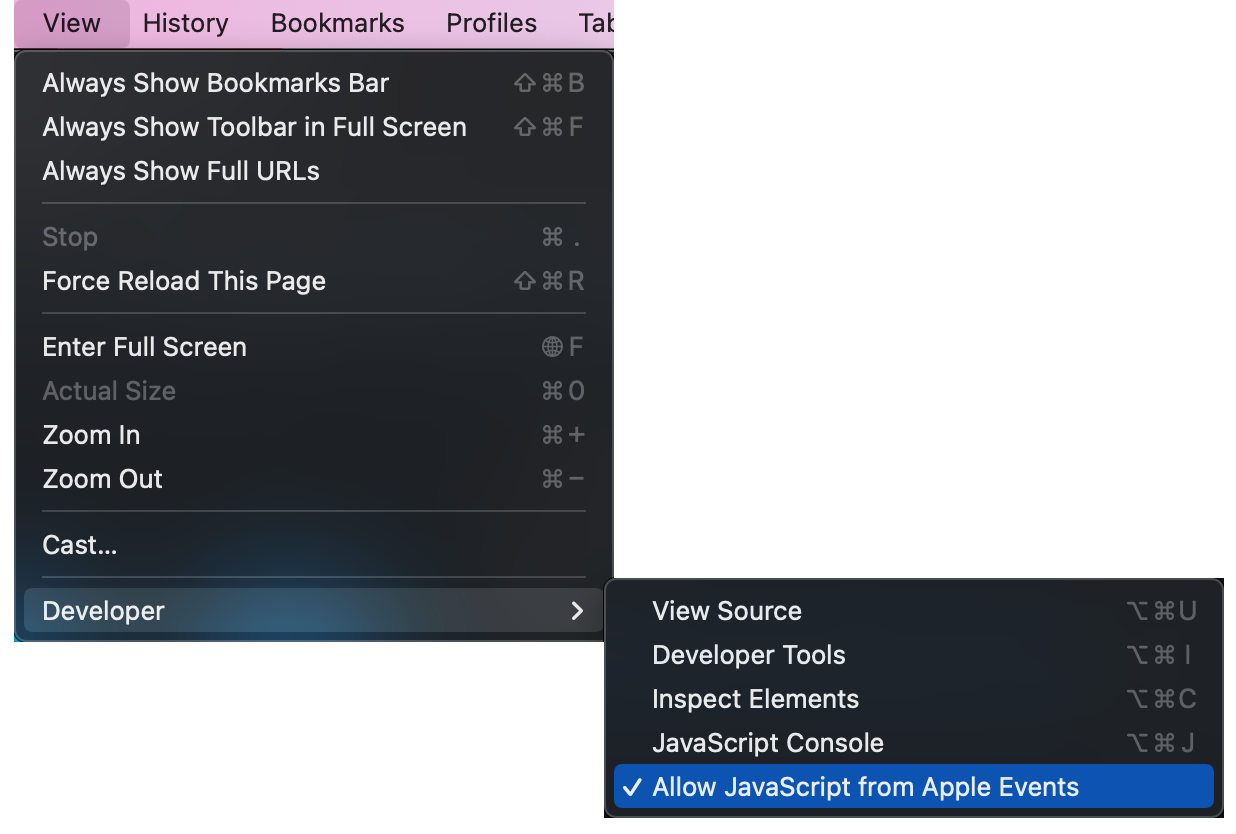 View History Bookmarks Profiles Tab
Always Show Bookmarks Bar ⇧⌘B
Always Show Toolbar in Full Screen ⇧⌘F
Always Show Full URLs
Stop ⌘.
Force Reload This Page ⇧⌘R
Enter Full Screen 🌐F
Actual Size ⌘0
Zoom In ⌘+
Zoom Out ⌘−
Cast...
Developer
View Source ⌥⌘U
Developer Tools ⌥⌘I
Inspect Elements ⌥⌘C
JavaScript Console ⌥⌘J
✓ Allow JavaScript from Apple Events